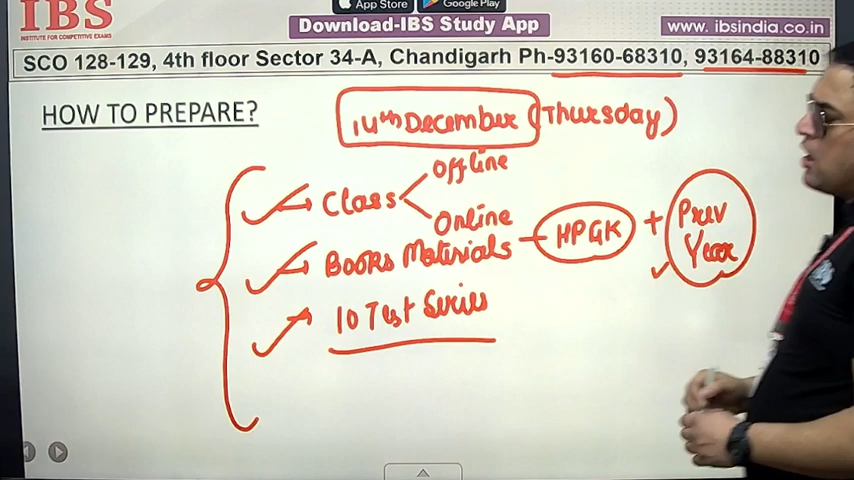 App Store
Google Play
IBS
INSTITUTE FOR COMPETITIVE EXAMS
Download-IBS Study App
www. ibsindia.co.in
SCO 128-129, 4th floor Sector 34-A, Chandigarh Ph-93160-68310, 93164-88310
HOW TO PREPARE?
14th December (Thursday)
Class
Offline
Online
Books Materials - HPGK + Prev Year
10 Test Series